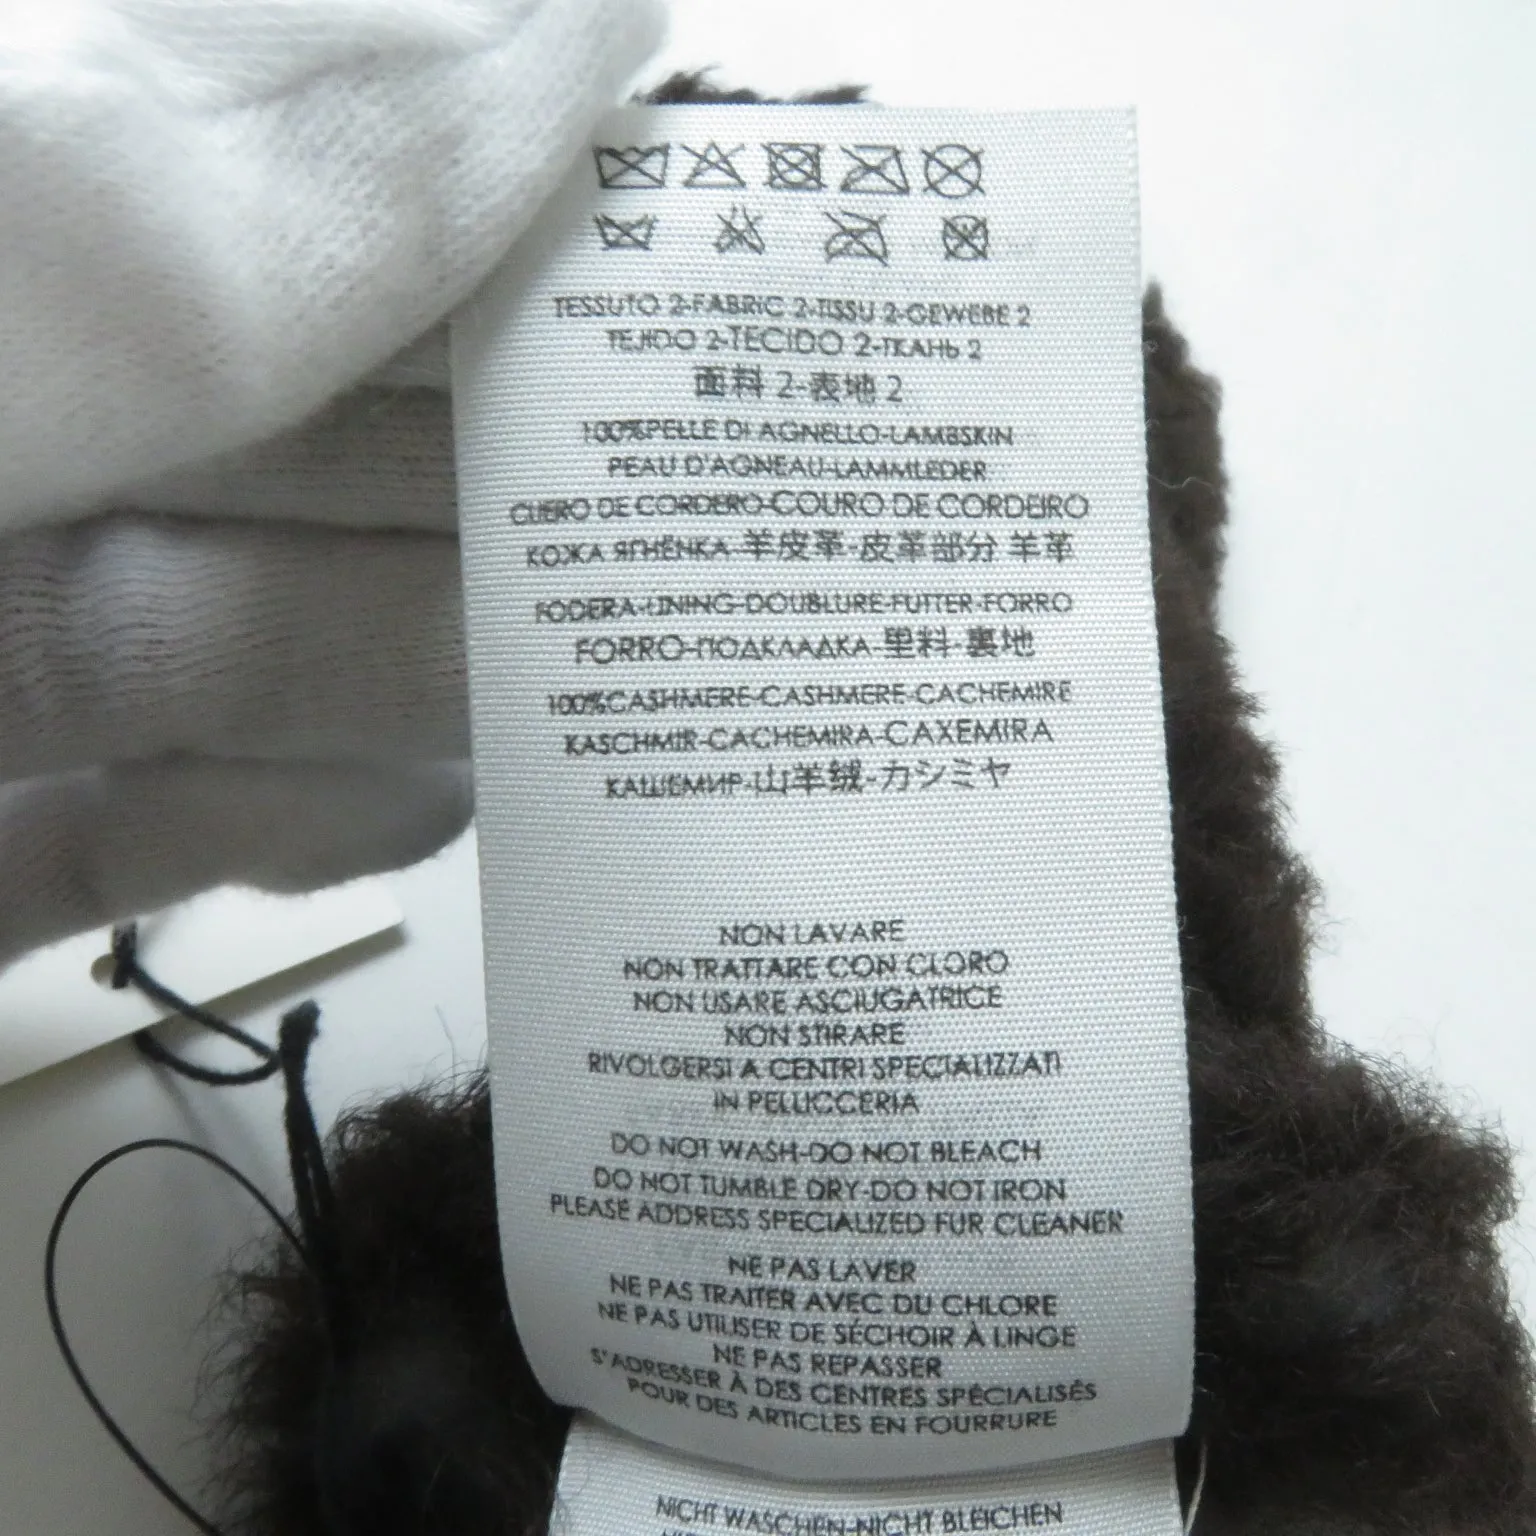 TESSUTO 2-FABRIC 2-TISSU 2-GEWEBE 2
TEJIDO 2-TECIDO 2-ТКАНЬ 2
面料 2-表地 2
100%PELLE DI AGNELLO-LAMBSKIN
PEAU D'AGNEAU-LAMMLEDER
CUERO DE CORDERO-COURO DE CORDEIRO
КОЖА ЯГНЁНКА-羊皮革-皮革部分 羊革
FODERA-LINING-DOUBLURE-FUTTER-FORRO
FORRO-ПОДКЛАДКА-里料-裏地
100%CASHMERE-CASHMERE-CACHEMIRE
KASCHMIR-CACHEMIRA-CAXEMIRA
КАШЕМИР-山羊绒-カシミヤ
NON LAVARE
NON TRATTARE CON CLORO
NON USARE ASCIUGATRICE
NON STIRARE
RIVOLGERSI A CENTRI SPECIALIZZATI
IN PELLICCERIA
DO NOT WASH-DO NOT BLEACH
DO NOT TUMBLE DRY-DO NOT IRON
PLEASE ADDRESS SPECIALIZED FUR CLEANER
NE PAS LAVER
NE PAS TRAITER AVEC DU CHLORE
NE PAS UTILISER DE SÉCHOIR À LINGE
NE PAS REPASSER
S'ADRESSER À DES CENTRES SPÉCIALISÉS
POUR DES ARTICLES EN FOURRURE
NICHT WASCHEN-NICHT BLEICHEN